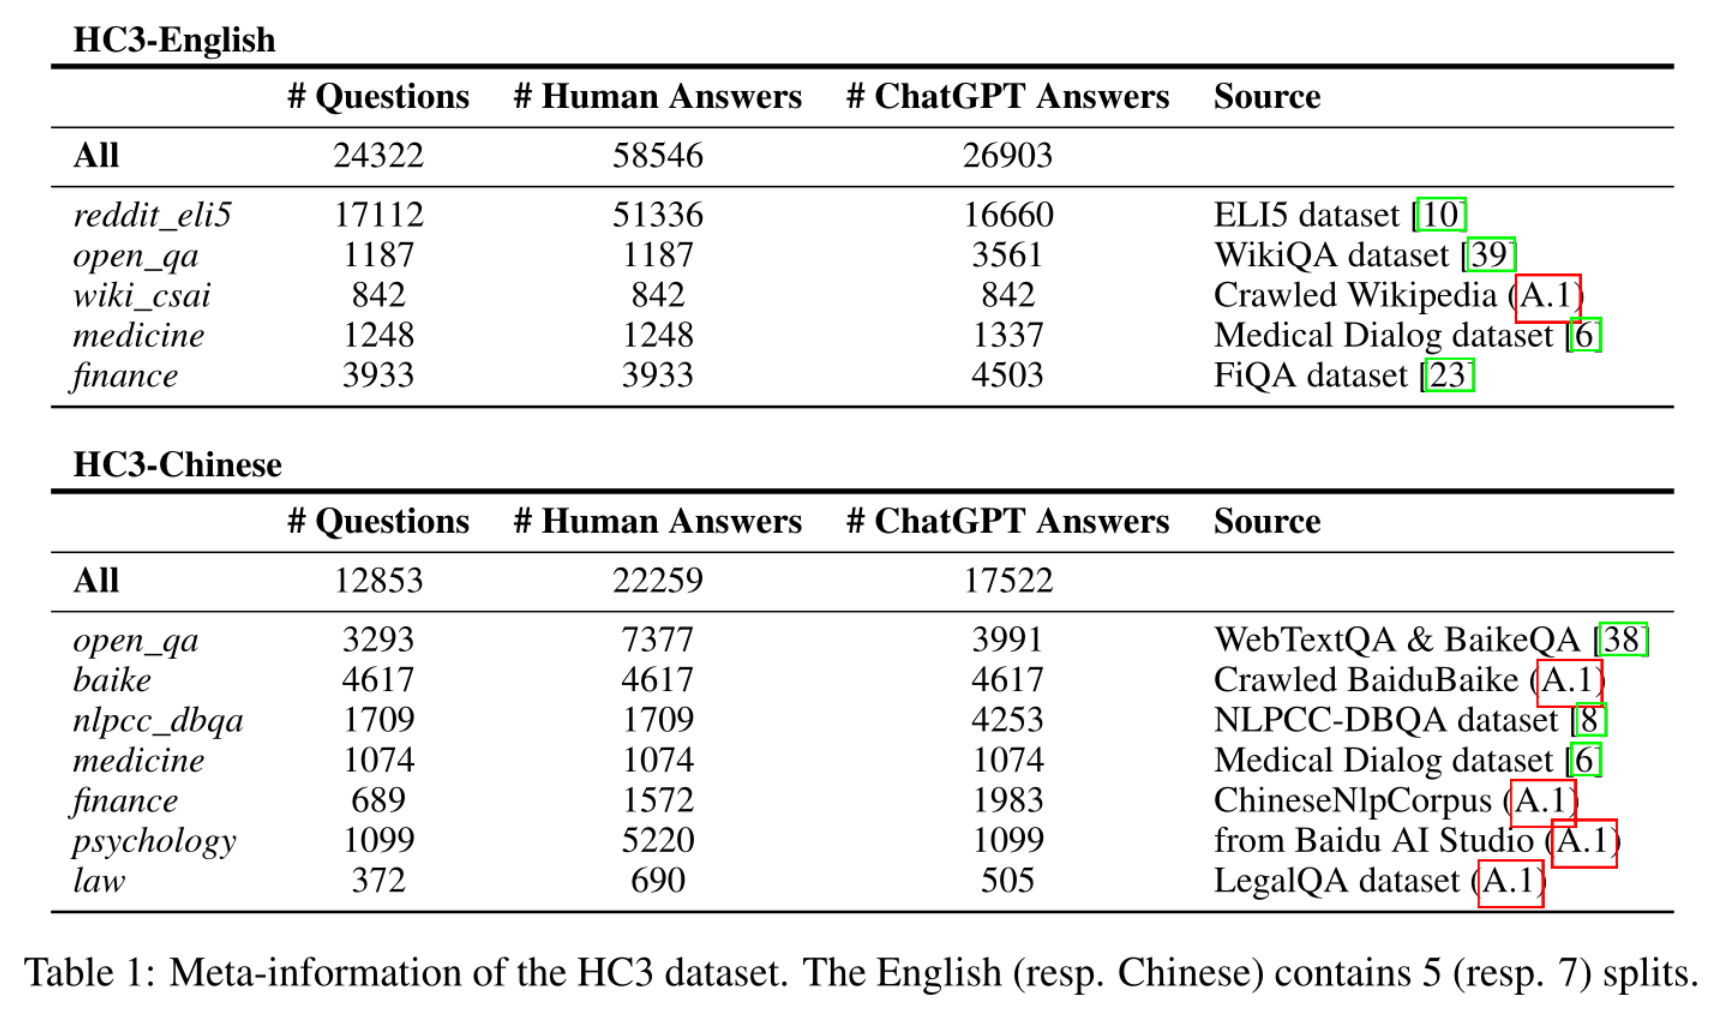 HC3-English
# Questions # Human Answers # ChatGPT Answers Source
All 24322 58546 26903
reddit_eli5 17112 51336 16660 ELI5 dataset [10]
open_qa 1187 1187 3561 WikiQA dataset [39]
wiki_csai 842 842 842 Crawled Wikipedia (A.1)
medicine 1248 1248 1337 Medical Dialog dataset [6]
finance 3933 3933 4503 FiQA dataset [23]
HC3-Chinese
# Questions # Human Answers # ChatGPT Answers Source
All 12853 22259 17522
open_qa 3293 7377 3991 WebTextQA & BaikeQA [38]
baike 4617 4617 4617 Crawled BaiduBaike (A.1)
nlpcc_dbqa 1709 1709 4253 NLPCC-DBQA dataset [8]
medicine 1074 1074 1074 Medical Dialog dataset [6]
finance 689 1572 1983 ChineseNlpCorpus (A.1)
psychology 1099 5220 1099 from Baidu AI Studio (A.1)
law 372 690 505 LegalQA dataset (A.1)
Table 1: Meta-information of the HC3 dataset. The English (resp. Chinese) contains 5 (resp. 7) splits.